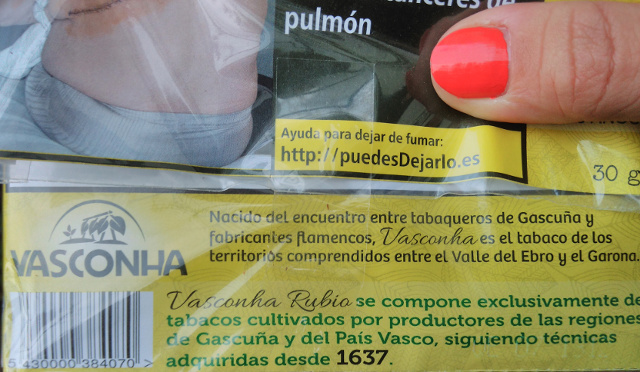 pulmón
Ayuda para dejar de fumar:
http://puedesDejarlo.es
30 g
VASCONHA
Nacido del encuentro entre tabaqueros de Gascuña y
fabricantes flamencos, Vasconha es el tabaco de los
territorios comprendidos entre el Valle del Ebro y el Garona.
Vasconha Rubio se compone exclusivamente de
tabacos cultivados por productores de las regiones
de Gascuña y del País Vasco, siguiendo técnicas
adquiridas desde 1637.
5 430000 384070 >